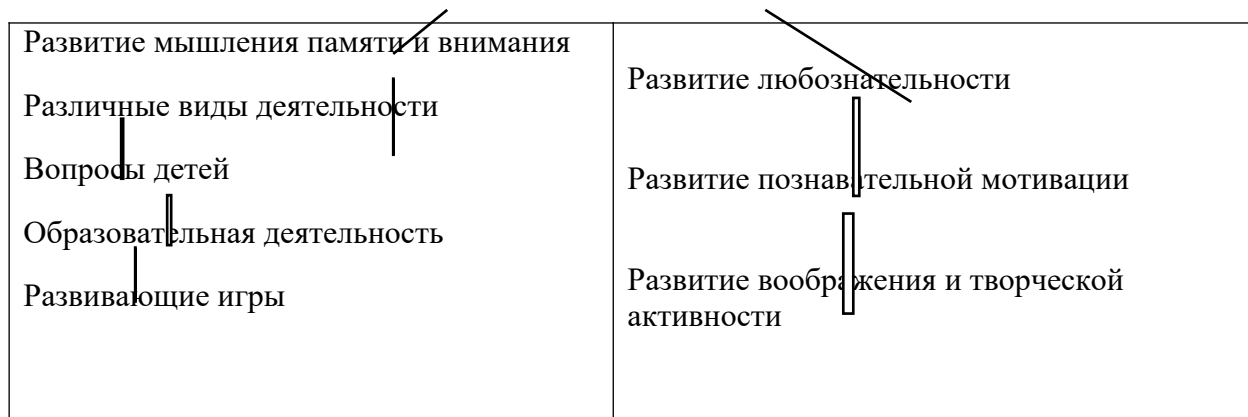 Развитие мышления памяти и внимания
Различные виды деятельности
Вопросы детей
Образовательная деятельность
Развивающие игры
Развитие любознательности
Развитие познавательной мотивации
Развитие воображения и творческой
активности